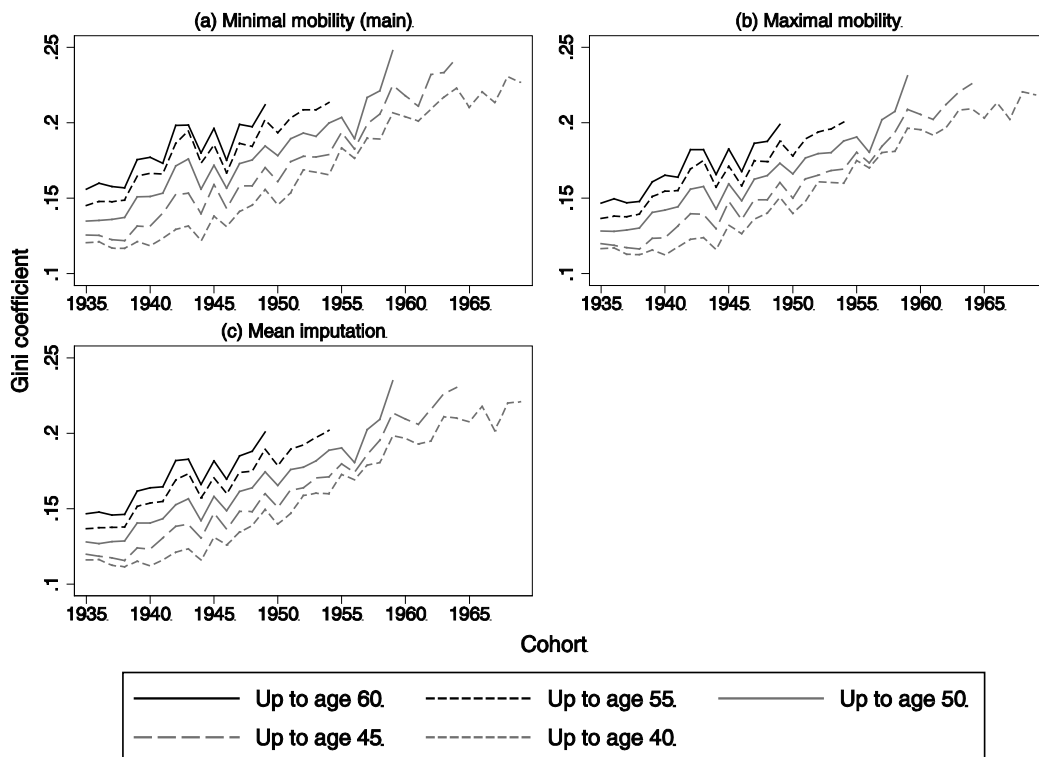 (a) Minimal mobility (main).
.25
.2
.15
.1
1935. 1940. 1945. 1950. 1955. 1960. 1965.
(b) Maximal mobility.
.25
.2
.15
.1
1935. 1940. 1945. 1950. 1955. 1960. 1965.
(c) Mean imputation.
.25
.2
.15
.1
1935. 1940. 1945. 1950. 1955. 1960. 1965.
Gini coefficient
Cohort.
Up to age 60. Up to age 55. Up to age 50.
Up to age 45. Up to age 40.